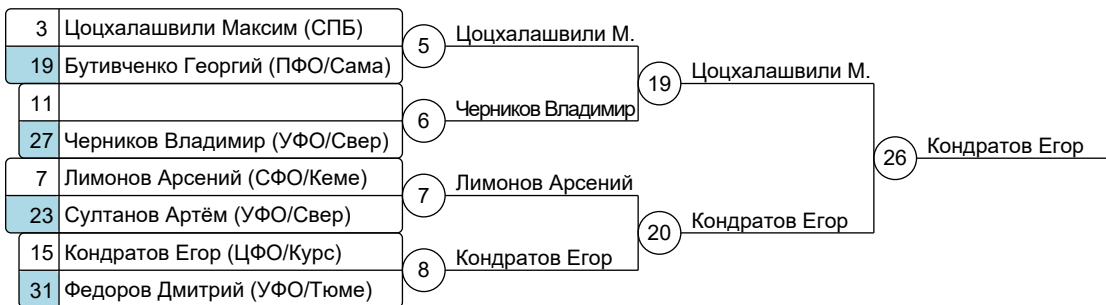 3 Цоцхалашвили Максим (СПБ)
19 Бутивченко Георгий (ПФО/Сама)
11
27 Черников Владимир (УФО/Свер)
7 Лимонов Арсений (СФО/Кеме)
23 Султанов Артём (УФО/Свер)
15 Кондратов Егор (ЦФО/Курс)
31 Федоров Дмитрий (УФО/Тюме)
5 Цоцхалашвили М.
6 Черников Владимир
7 Лимонов Арсений
8 Кондратов Егор
19 Цоцхалашвили М.
20 Кондратов Егор
26 Кондратов Егор